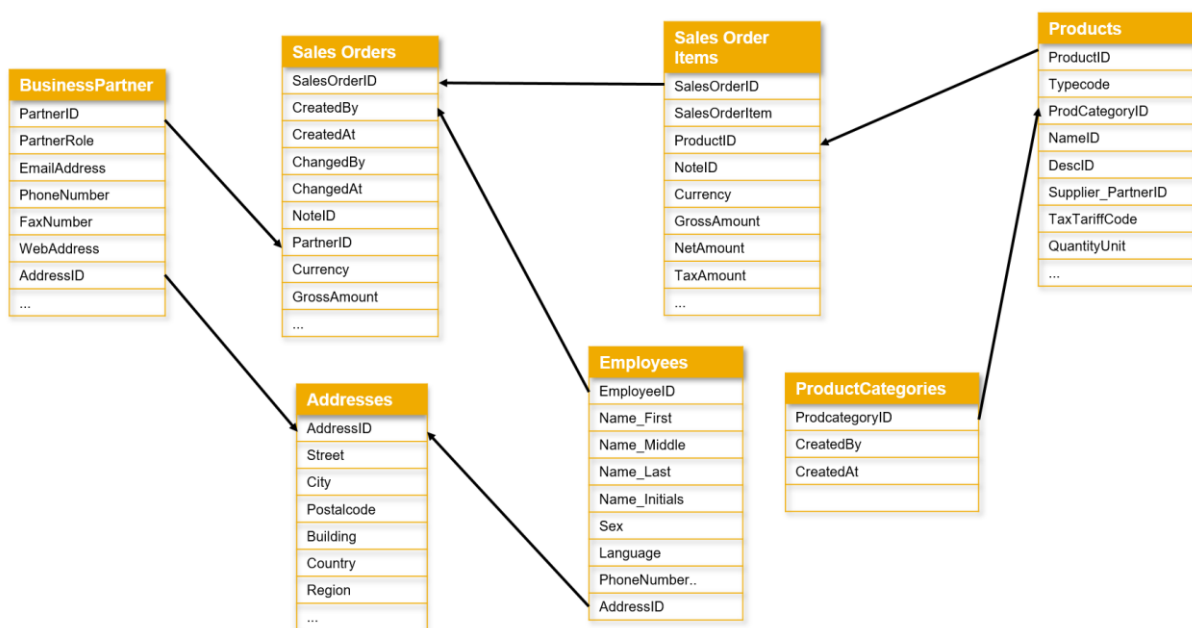 BusinessPartner
PartnerID
PartnerRole
EmailAddress
PhoneNumber
FaxNumber
WebAddress
AddressID
...
Sales Orders
SalesOrderID
CreatedBy
CreatedAt
ChangedBy
ChangedAt
NoteID
PartnerID
Currency
GrossAmount
...
Sales Order
Items
SalesOrderID
SalesOrderItem
ProductID
NoteID
Currency
GrossAmount
NetAmount
TaxAmount
...
Products
ProductID
Typecode
ProdCategoryID
NameID
DescID
Supplier_PartnerID
TaxTariffCode
QuantityUnit
...
Addresses
AddressID
Street
City
Postalcode
Building
Country
Region
...
Employees
EmployeeID
Name_First
Name_Middle
Name_Last
Name_Initials
Sex
Language
PhoneNumber..
AddressID
ProductCategories
ProdcategoryID
CreatedBy
CreatedAt